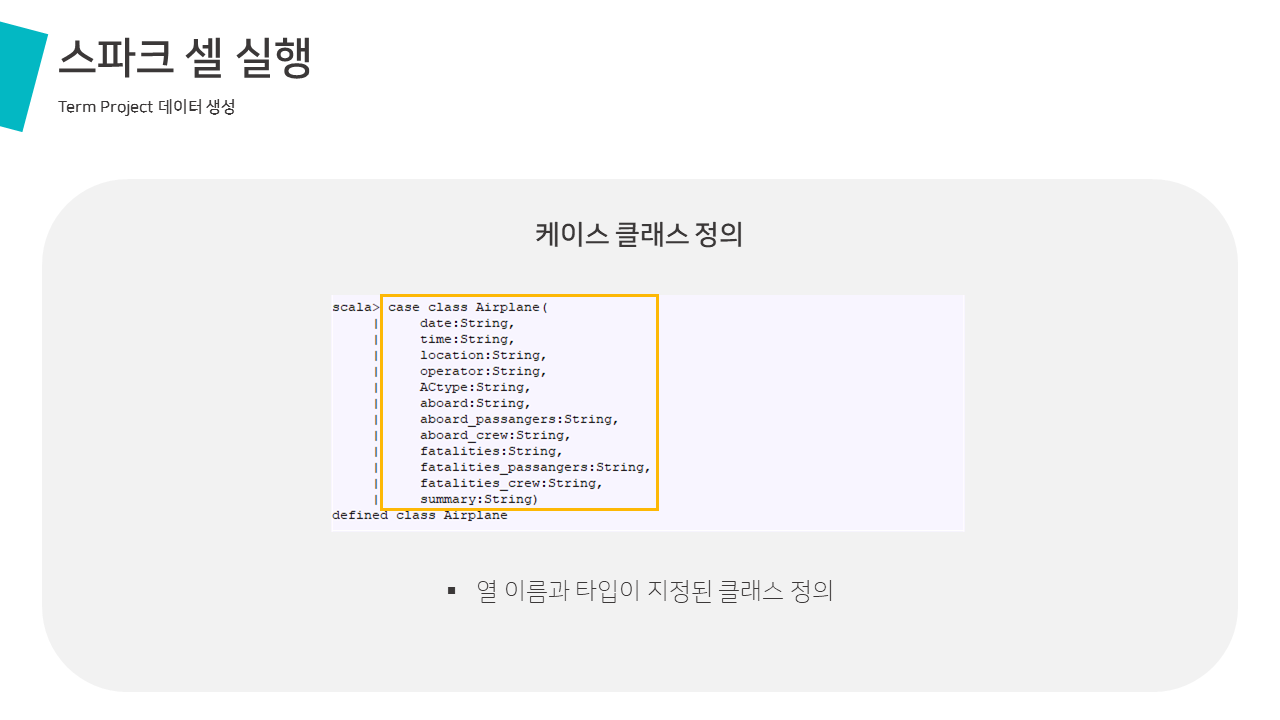 스파크 셸 실행
Term Project 데이터 생성
케이스 클래스 정의
scala> case class Airplane(
| date:String,
| time:String,
| location:String,
| operator:String,
| ACtype:String,
| aboard:String,
| aboard_passangers:String,
| aboard_crew:String,
| fatalities:String,
| fatalities_passangers:String,
| fatalities_crew:String,
| summary:String)
defined class Airplane
▪ 열 이름과 타입이 지정된 클래스 정의